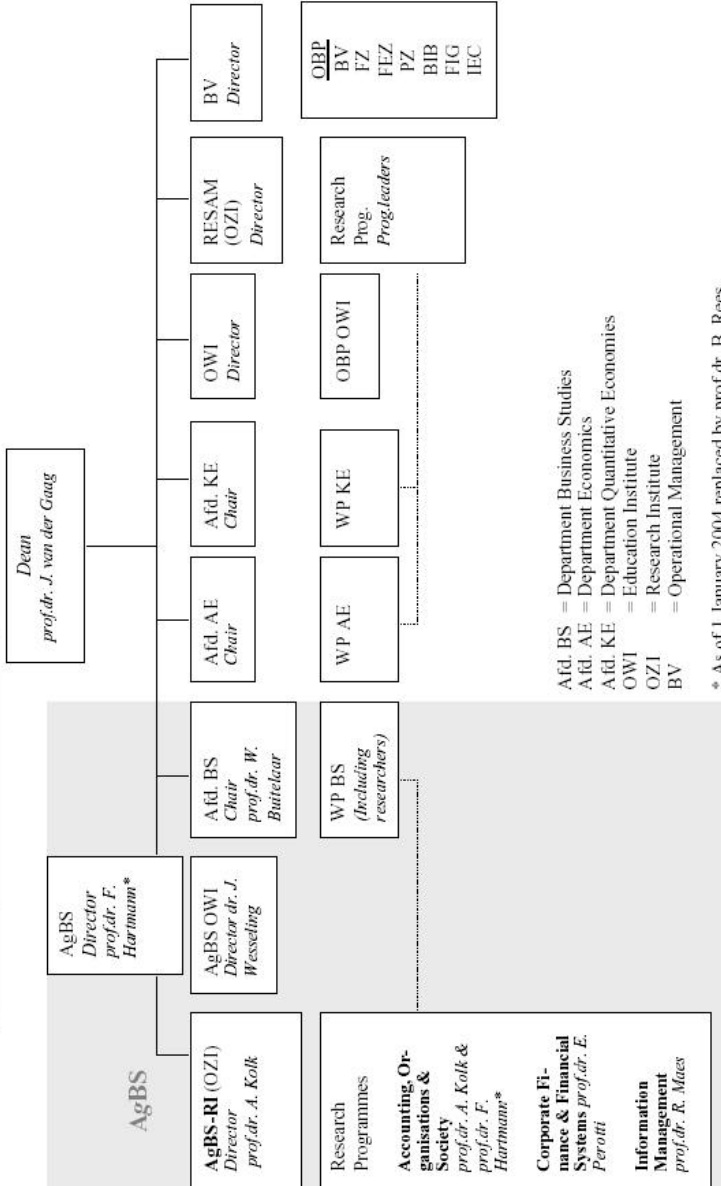 Dean
prof.dr. J. van der Gaag
AgBS
AgBS
Director
prof.dr. F.
Hartmann*
AgBS-RI (OZI)
Director
prof.dr. A. Kolk
AgBS OWI
Director dr. J.
Wesseling
Afd. BS
Chair
prof.dr. W.
Buitelaar
Afd. AE
Chair
Afd. KE
Chair
OWI
Director
RESAM
(OZI)
Director
BV
Director
Research
Programmes
Accounting, Or-
ganisations &
Society
prof.dr. A. Kolk &
prof.dr. F.
Hartmann*
Corporate Fi-
nance & Financial
Systems prof.dr. E.
Perotti
Information
Management
prof.dr. R. Maes
WP BS
(Including
researchers)
WP AE
WP KE
OBP OWI
Research
Prog.
Prog.leaders
OBP
BV
FZ
FEZ
PZ
BIB
FIG
IEC
Afd. BS = Department Business Studies
Afd. AE = Department Economics
Afd. KE = Department Quantitative Economies
OWI = Education Institute
OZI = Research Institute
BV = Operational Management
* As of 1 January 2004 replaced by prof.dr. B. Rees